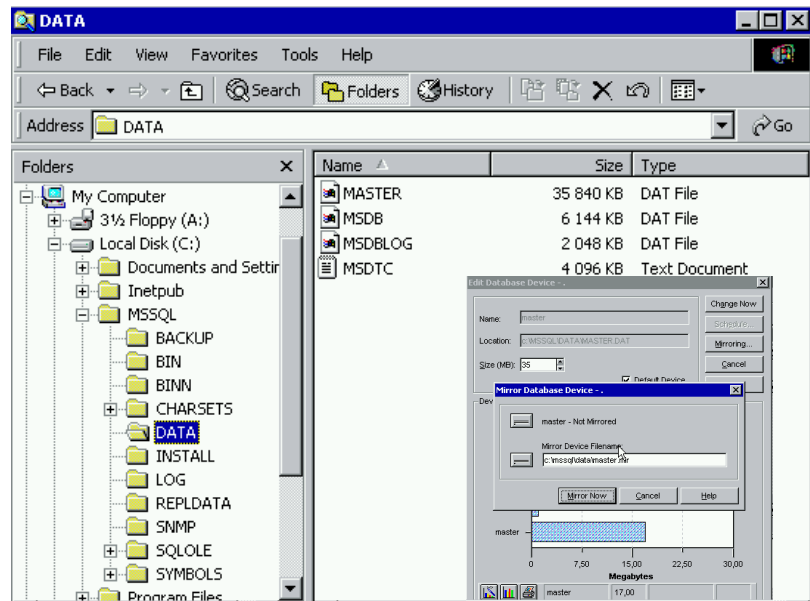 DATA
File Edit View Favorites Tools Help
Back Search Folders History
Address DATA Go
Folders
My Computer
3½ Floppy (A:)
Local Disk (C:)
Documents and Settir
Inetpub
MSSQL
BACKUP
BIN
BINN
CHARSETS
DATA
INSTALL
LOG
REPLDATA
SNMP
SQLOLE
SYMBOLS
Program Files
Name Size Type
MASTER 35 840 KB DAT File
MSDB 6 144 KB DAT File
MSDBLOG 2 048 KB DAT File
MSDTC 4 096 KB Text Document
Edit Database Device - .
Name: master
Location: c:\MSSQL\DATA\MASTER.DAT
Size (MB): 35
Default Device
Change Now
Schedule...
Mirroring...
Cancel
Dev
Mirror Database Device - .
master - Not Mirrored
Mirror Device Filename:
c:\mssql\data\master.mir
Mirror Now Cancel Help
master
0 7,50 15,00 22,50 30,00
Megabytes
master 17,00